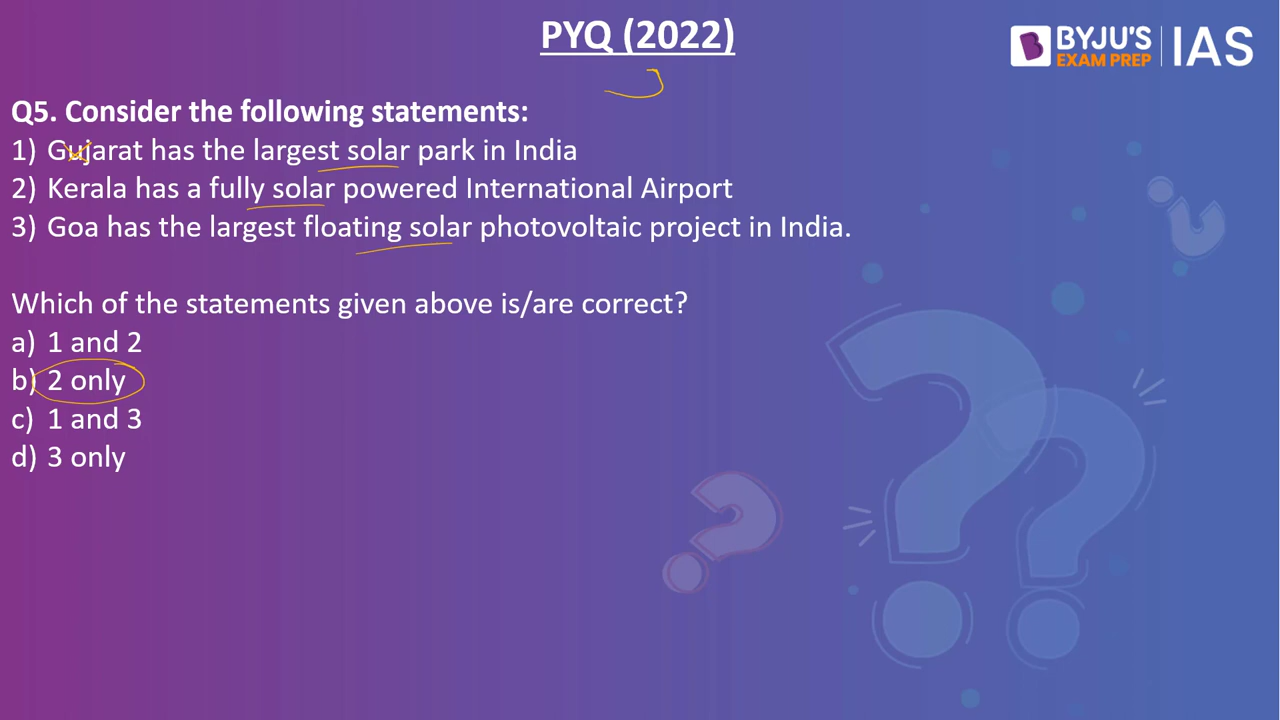 PYQ (2022)
BYJU'S
EXAM PREP
IAS
Q5. Consider the following statements:
1) Gujarat has the largest solar park in India
2) Kerala has a fully solar powered International Airport
3) Goa has the largest floating solar photovoltaic project in India.
Which of the statements given above is/are correct?
a) 1 and 2
b) 2 only
c) 1 and 3
d) 3 only